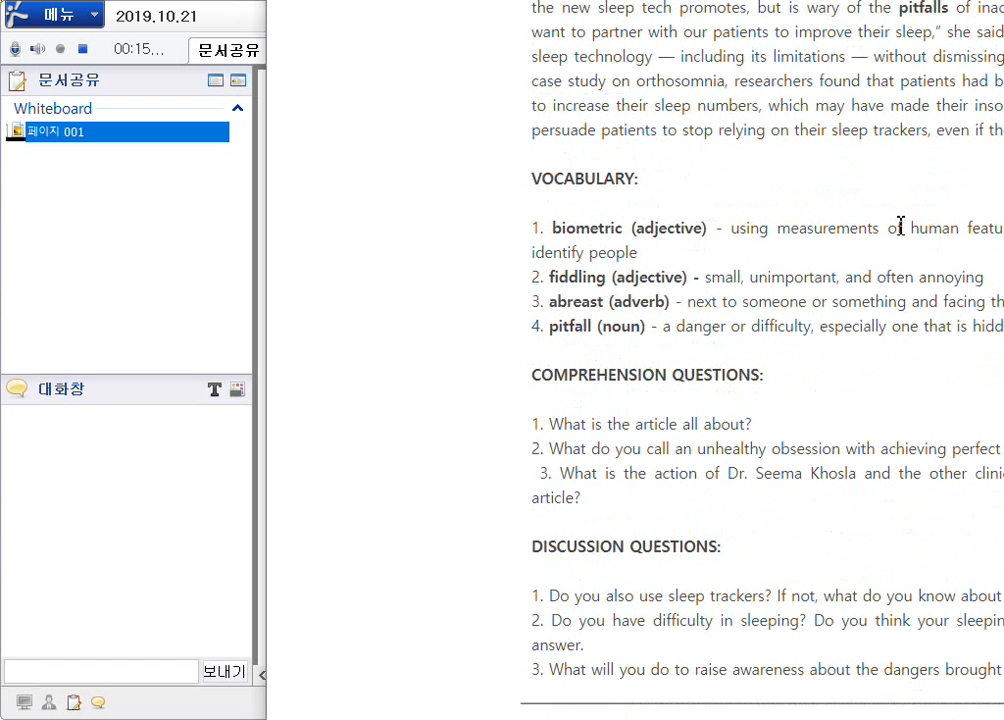 메뉴 2019.10.21
00:15... 문서공유
문서공유
Whiteboard
페이지 001
대화창
T
보내기
the new sleep tech promotes, but is wary of the pitfalls of inac
want to partner with our patients to improve their sleep,” she said
sleep technology — including its limitations — without dismissing
case study on orthosomnia, researchers found that patients had b
to increase their sleep numbers, which may have made their inso
persuade patients to stop relying on their sleep trackers, even if th
VOCABULARY:
1. biometric (adjective) - using measurements of human featu
identify people
2. fiddling (adjective) - small, unimportant, and often annoying
3. abreast (adverb) - next to someone or something and facing th
4. pitfall (noun) - a danger or difficulty, especially one that is hidd
COMPREHENSION QUESTIONS:
1. What is the article all about?
2. What do you call an unhealthy obsession with achieving perfect
3. What is the action of Dr. Seema Khosla and the other clini
article?
DISCUSSION QUESTIONS:
1. Do you also use sleep trackers? If not, what do you know about
2. Do you have difficulty in sleeping? Do you think your sleepin
answer.
3. What will you do to raise awareness about the dangers brought